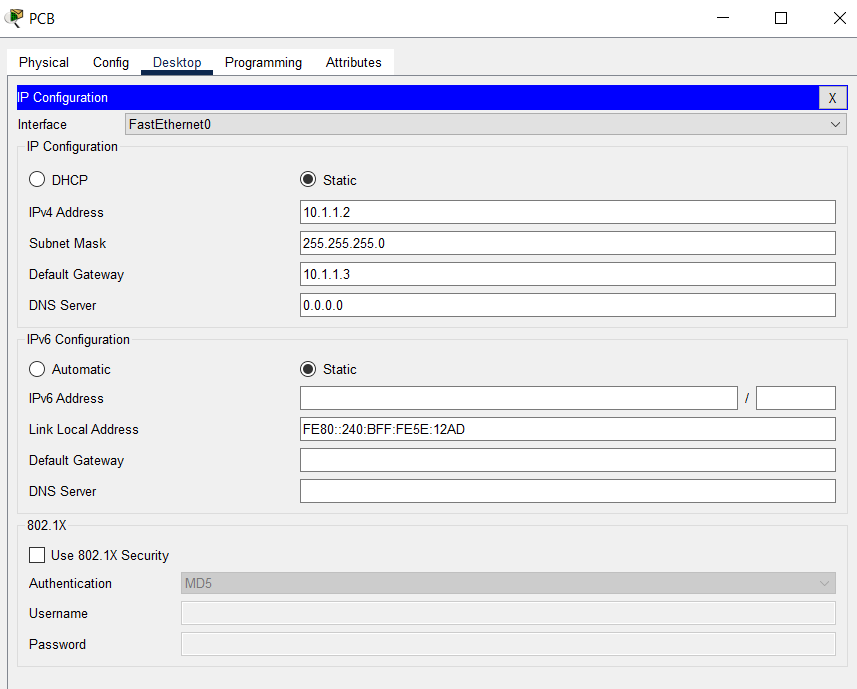 PCB
Physical Config Desktop Programming Attributes
IP Configuration X
Interface FastEthernet0
IP Configuration
DHCP Static
IPv4 Address 10.1.1.2
Subnet Mask 255.255.255.0
Default Gateway 10.1.1.3
DNS Server 0.0.0.0
IPv6 Configuration
Automatic Static
IPv6 Address /
Link Local Address FE80::240:BFF:FE5E:12AD
Default Gateway
DNS Server
802.1X
Use 802.1X Security
Authentication MD5
Username
Password